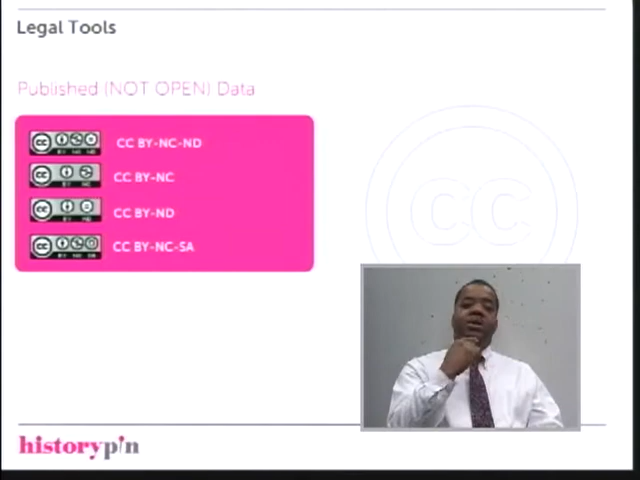 Legal Tools
Published (NOT OPEN) Data
CC BY-NC-ND
CC BY-NC
CC BY-ND
CC BY-NC-SA
CC
historypin